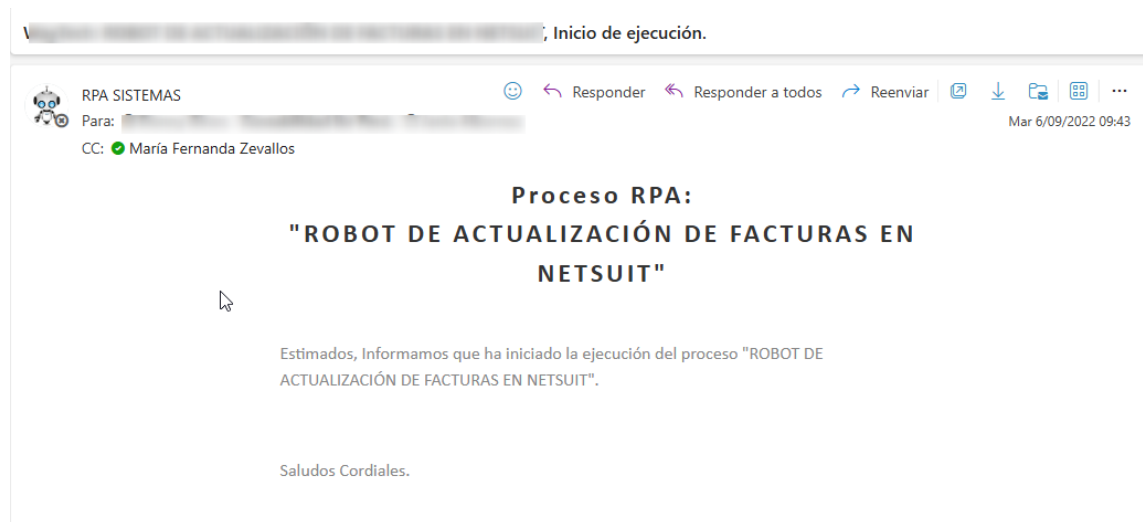 , Inicio de ejecución.
RPA SISTEMAS
Responder Responder a todos Reenviar
Para:
Mar 6/09/2022 09:43
CC: María Fernanda Zevallos
Proceso RPA:
"ROBOT DE ACTUALIZACIÓN DE FACTURAS EN
NETSUIT"
Estimados, Informamos que ha iniciado la ejecución del proceso "ROBOT DE
ACTUALIZACIÓN DE FACTURAS EN NETSUIT".
Saludos Cordiales.